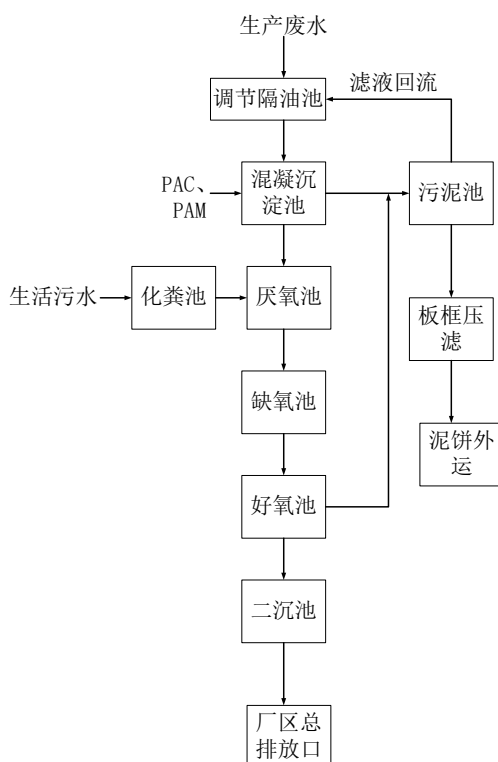 生产废水
滤液回流
调节隔油池
PAC、
PAM
混凝沉
淀池
污泥池
生活污水
化粪池
厌氧池
板框压
滤
缺氧池
泥饼外
运
好氧池
二沉池
厂区总
排放口